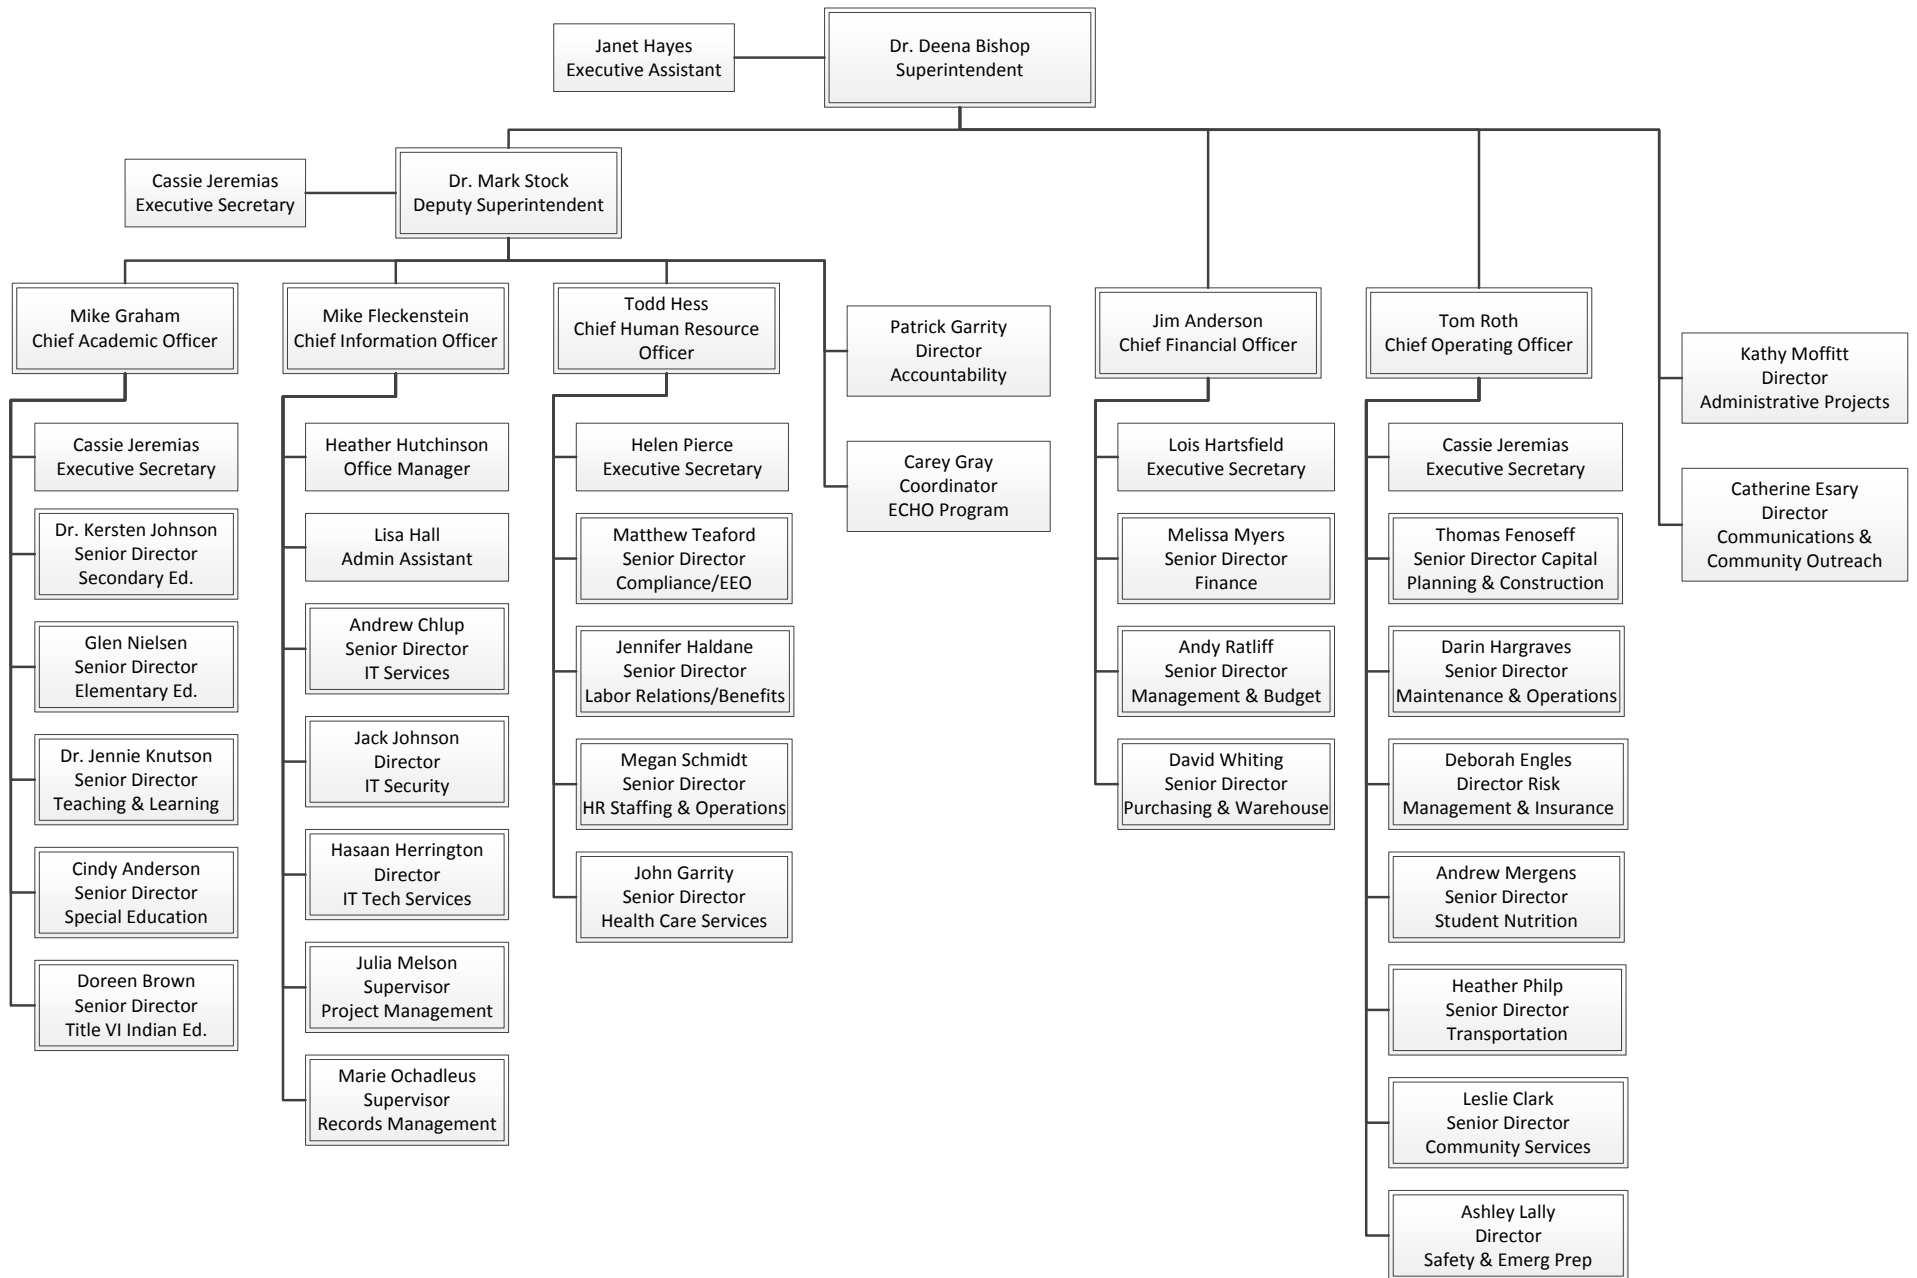 Janet Hayes
Executive Assistant
Dr. Deena Bishop
Superintendent
Cassie Jeremias
Executive Secretary
Dr. Mark Stock
Deputy Superintendent
Mike Graham
Chief Academic Officer
Cassie Jeremias
Executive Secretary
Dr. Kersten Johnson
Senior Director
Secondary Ed.
Glen Nielsen
Senior Director
Elementary Ed.
Dr. Jennie Knutson
Senior Director
Teaching & Learning
Cindy Anderson
Senior Director
Special Education
Doreen Brown
Senior Director
Title VI Indian Ed.
Mike Fleckenstein
Chief Information Officer
Heather Hutchinson
Office Manager
Lisa Hall
Admin Assistant
Andrew Chlup
Senior Director
IT Services
Jack Johnson
Director
IT Security
Hasaan Herrington
Director
IT Tech Services
Julia Melson
Supervisor
Project Management
Marie Ochadleus
Supervisor
Records Management
Todd Hess
Chief Human Resource
Officer
Helen Pierce
Executive Secretary
Matthew Teaford
Senior Director
Compliance/EEO
Jennifer Haldane
Senior Director
Labor Relations/Benefits
Megan Schmidt
Senior Director
HR Staffing & Operations
John Garrity
Senior Director
Health Care Services
Patrick Garrity
Director
Accountability
Carey Gray
Coordinator
ECHO Program
Jim Anderson
Chief Financial Officer
Lois Hartsfield
Executive Secretary
Melissa Myers
Senior Director
Finance
Andy Ratliff
Senior Director
Management & Budget
David Whiting
Senior Director
Purchasing & Warehouse
Tom Roth
Chief Operating Officer
Cassie Jeremias
Executive Secretary
Thomas Fenoseff
Senior Director Capital
Planning & Construction
Darin Hargraves
Senior Director
Maintenance & Operations
Deborah Engles
Director Risk
Management & Insurance
Andrew Mergens
Senior Director
Student Nutrition
Heather Philp
Senior Director
Transportation
Leslie Clark
Senior Director
Community Services
Ashley Lally
Director
Safety & Emerg Prep
Kathy Moffitt
Director
Administrative Projects
Catherine Esary
Director
Communications &
Community Outreach